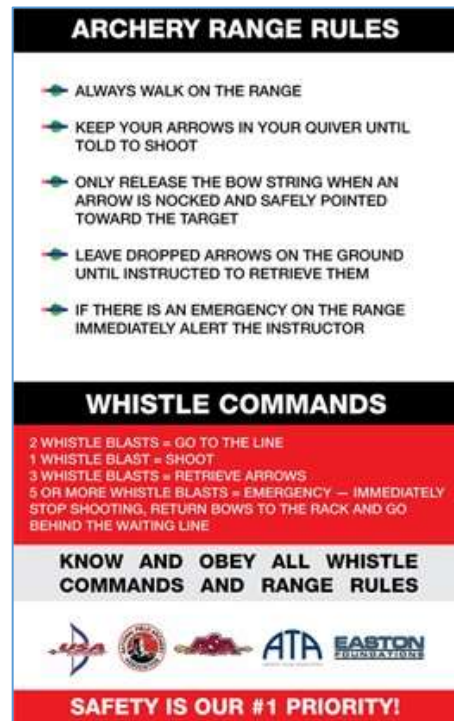 ARCHERY RANGE RULES
ALWAYS WALK ON THE RANGE
KEEP YOUR ARROWS IN YOUR QUIVER UNTIL
TOLD TO SHOOT
ONLY RELEASE THE BOW STRING WHEN AN
ARROW IS NOCKED AND SAFELY POINTED
TOWARD THE TARGET
LEAVE DROPPED ARROWS ON THE GROUND
UNTIL INSTRUCTED TO RETRIEVE THEM
IF THERE IS AN EMERGENCY ON THE RANGE
IMMEDIATELY ALERT THE INSTRUCTOR
WHISTLE COMMANDS
2 WHISTLE BLASTS = GO TO THE LINE
1 WHISTLE BLAST = SHOOT
3 WHISTLE BLASTS = RETRIEVE ARROWS
5 OR MORE WHISTLE BLASTS = EMERGENCY — IMMEDIATELY
STOP SHOOTING, RETURN BOWS TO THE RACK AND GO
BEHIND THE WAITING LINE
KNOW AND OBEY ALL WHISTLE
COMMANDS AND RANGE RULES
USA
ASA
ATA
EASTON
FOUNDATIONS
SAFETY IS OUR #1 PRIORITY!